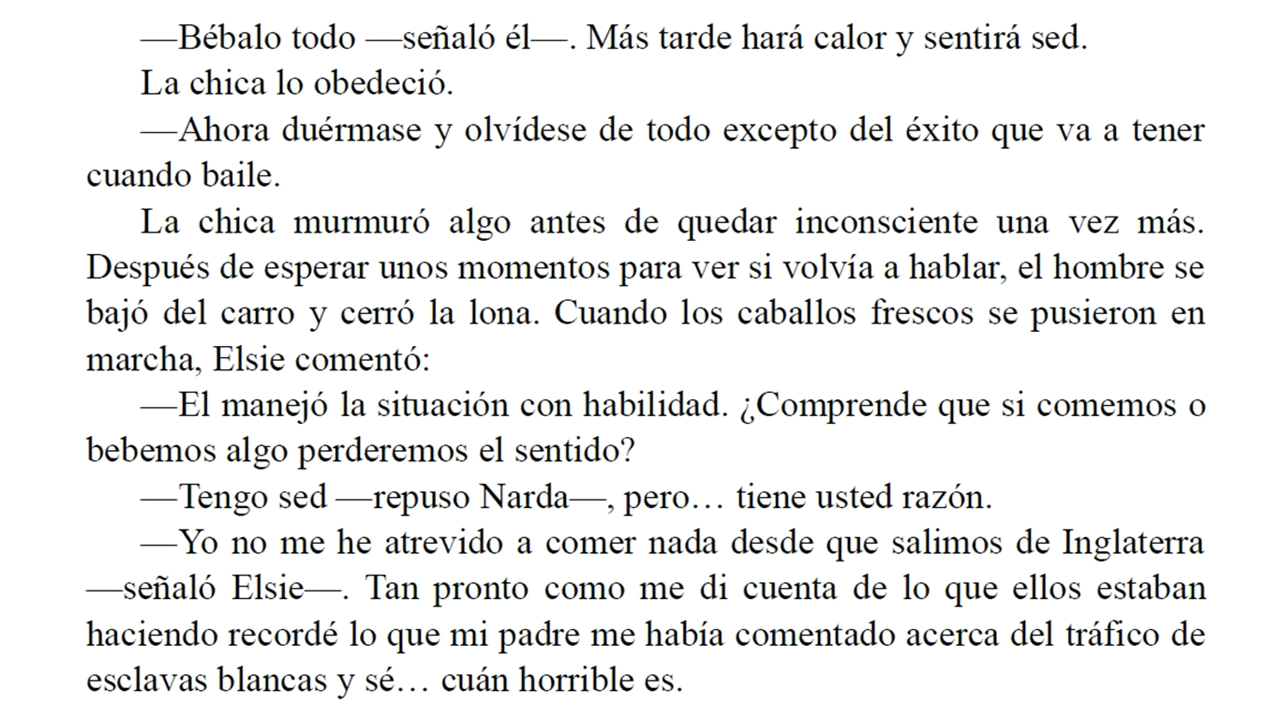 —Bébalo todo —señaló él—. Más tarde hará calor y sentirá sed.
La chica lo obedeció.
—Ahora duérmase y olvídese de todo excepto del éxito que va a tener
cuando baile.
La chica murmuró algo antes de quedar inconsciente una vez más.
Después de esperar unos momentos para ver si volvía a hablar, el hombre se
bajó del carro y cerró la lona. Cuando los caballos frescos se pusieron en
marcha, Elsie comentó:
—El manejó la situación con habilidad. ¿Comprende que si comemos o
bebemos algo perderemos el sentido?
—Tengo sed —repuso Narda—, pero… tiene usted razón.
—Yo no me he atrevido a comer nada desde que salimos de Inglaterra
—señaló Elsie—. Tan pronto como me di cuenta de lo que ellos estaban
haciendo recordé lo que mi padre me había comentado acerca del tráfico de
esclavas blancas y sé… cuán horrible es.